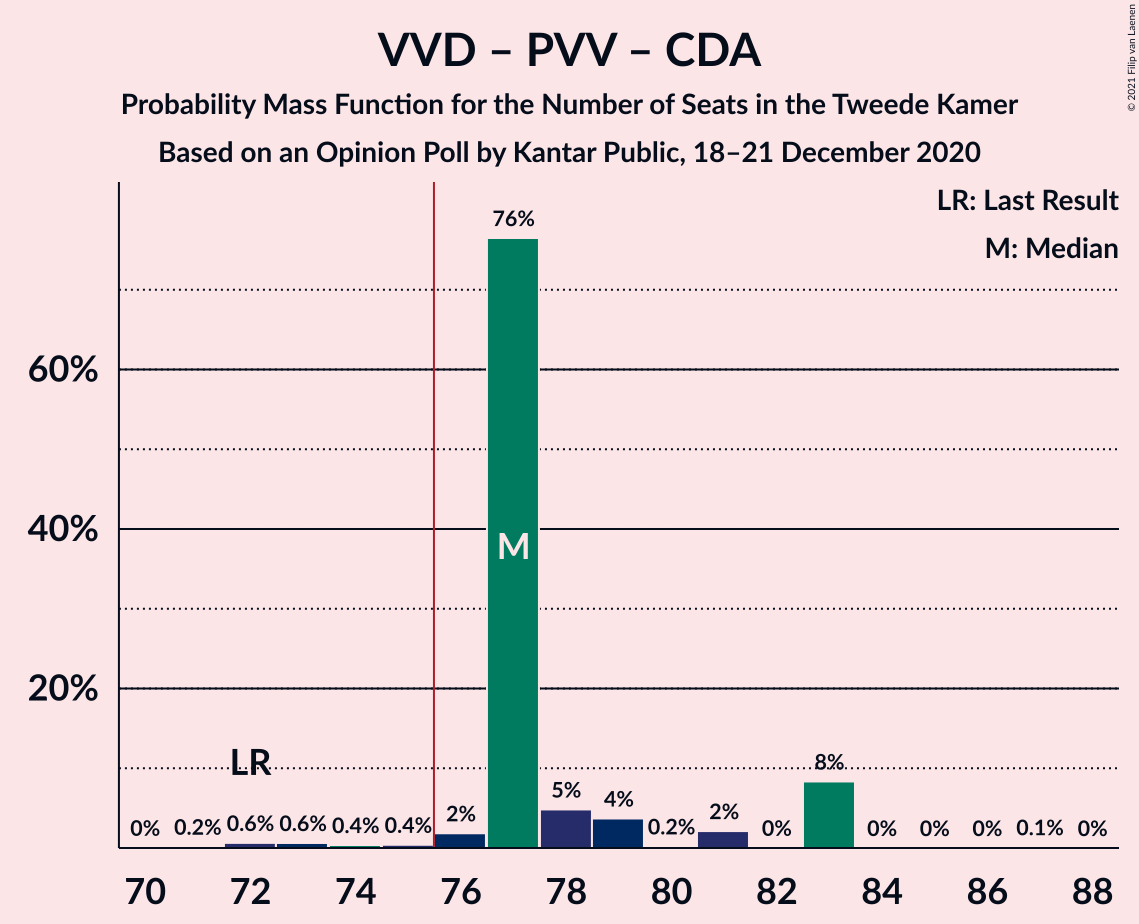 VVD – PVV – CDA
Probability Mass Function for the Number of Seats in the Tweede Kamer
Based on an Opinion Poll by Kantar Public, 18–21 December 2020
© 2021 Filip van Laenen
LR: Last Result
M: Median
76%
60%
M
40%
20%
LR
8%
5%
4%
2%
2%
0%
0.2%
0.6%
0.6%
0.4%
0.4%
0.2%
0%
0%
0%
0%
0.1%
0%
70 72 74 76 78 80 82 84 86 88